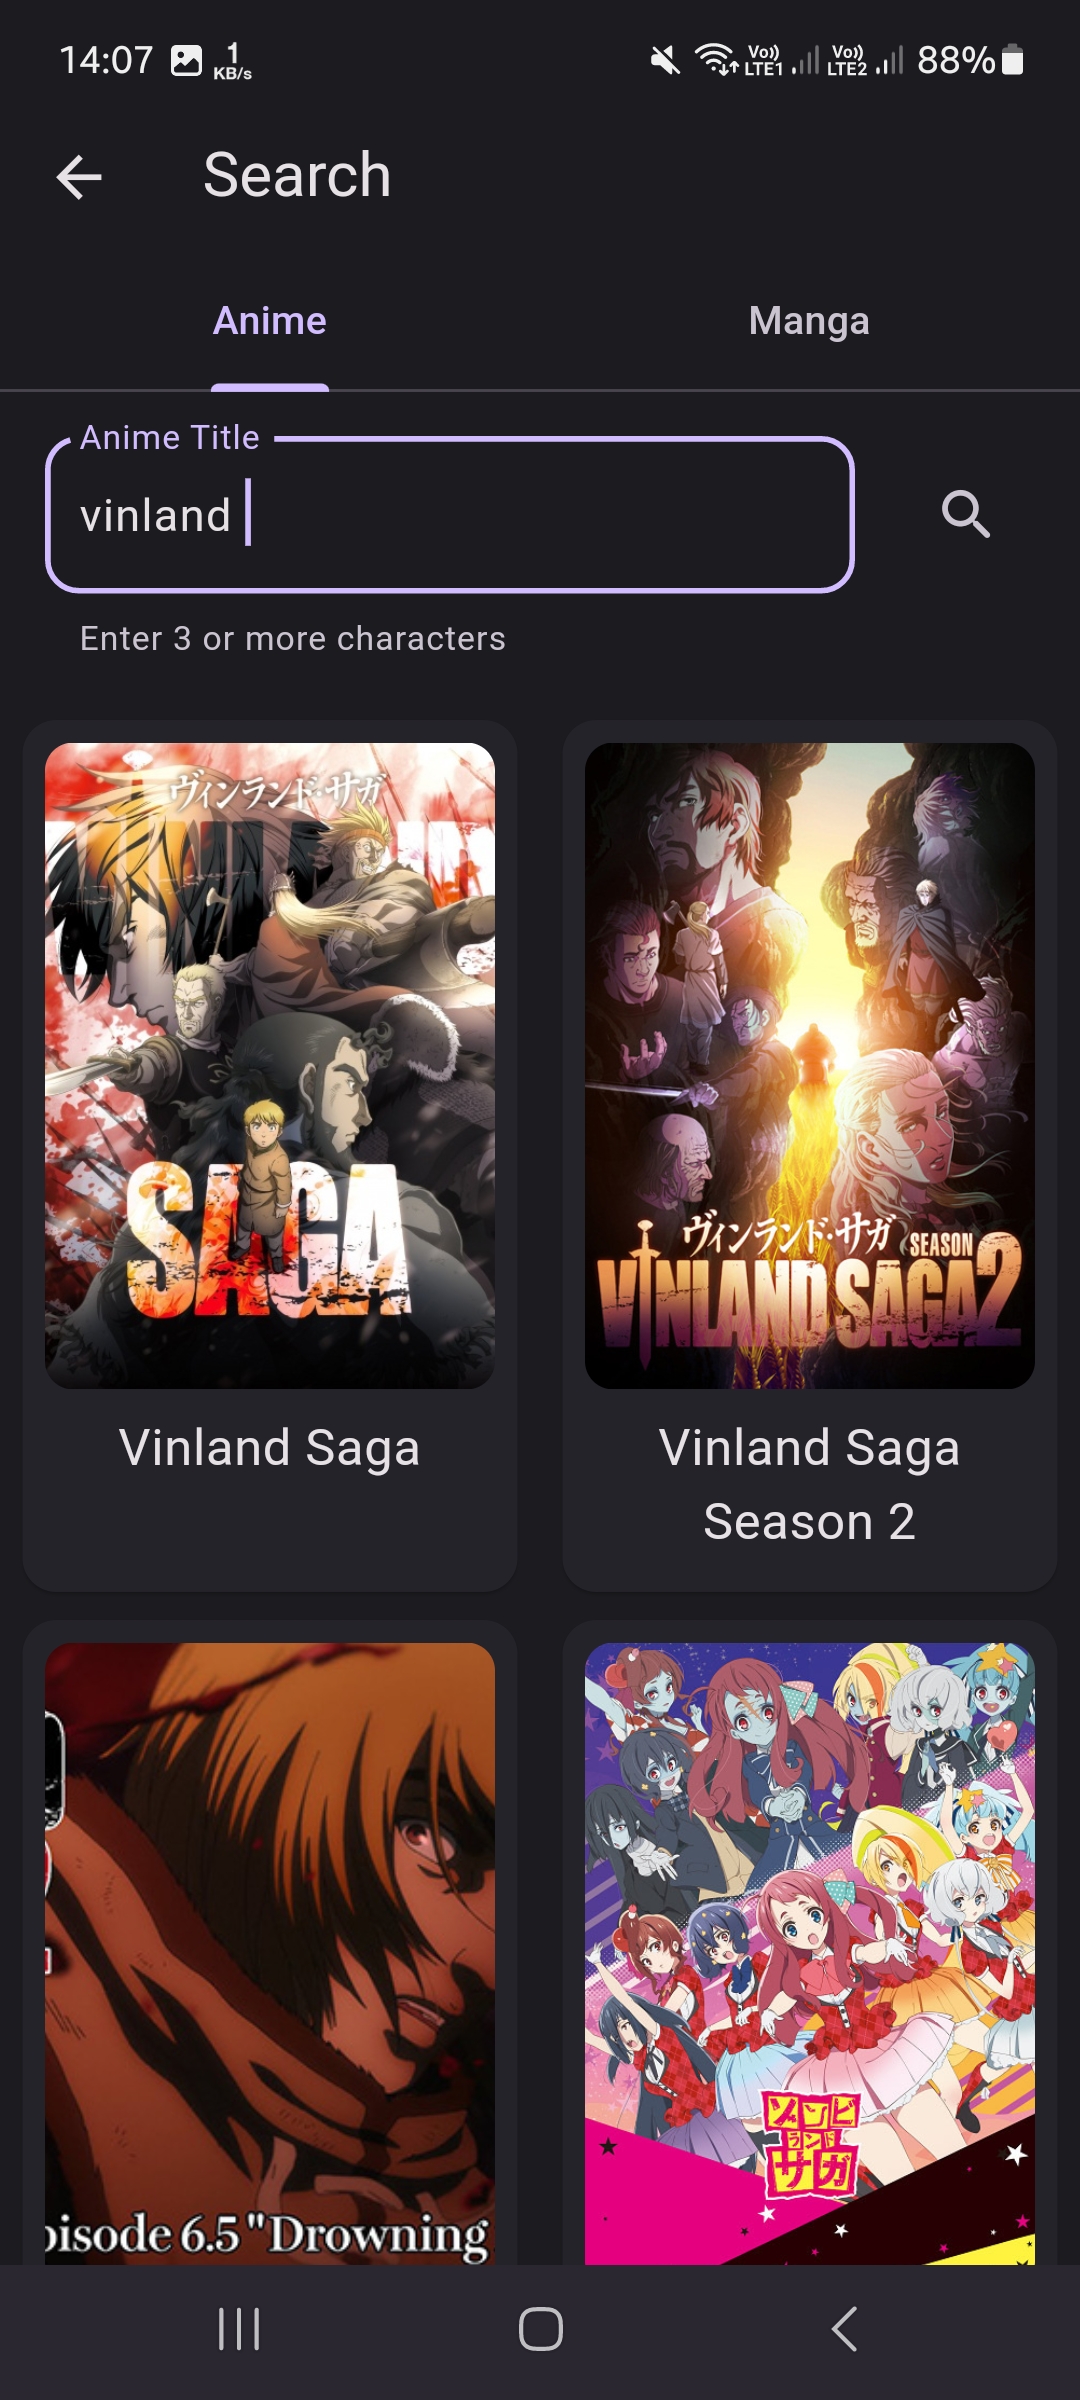 14:07
1
KB/s
Vo))
LTE1
Vo))
LTE2
88%
Search
Anime
Manga
Anime Title
vinland
Enter 3 or more characters
ヴィンランド・サガ
SAGA
ヴィンランド・サガ
SEASON
VINLAND SAGA 2
Vinland Saga
Vinland Saga
Season 2
pisode 6.5 "Drowning
ゾンビ
ランド
サガ